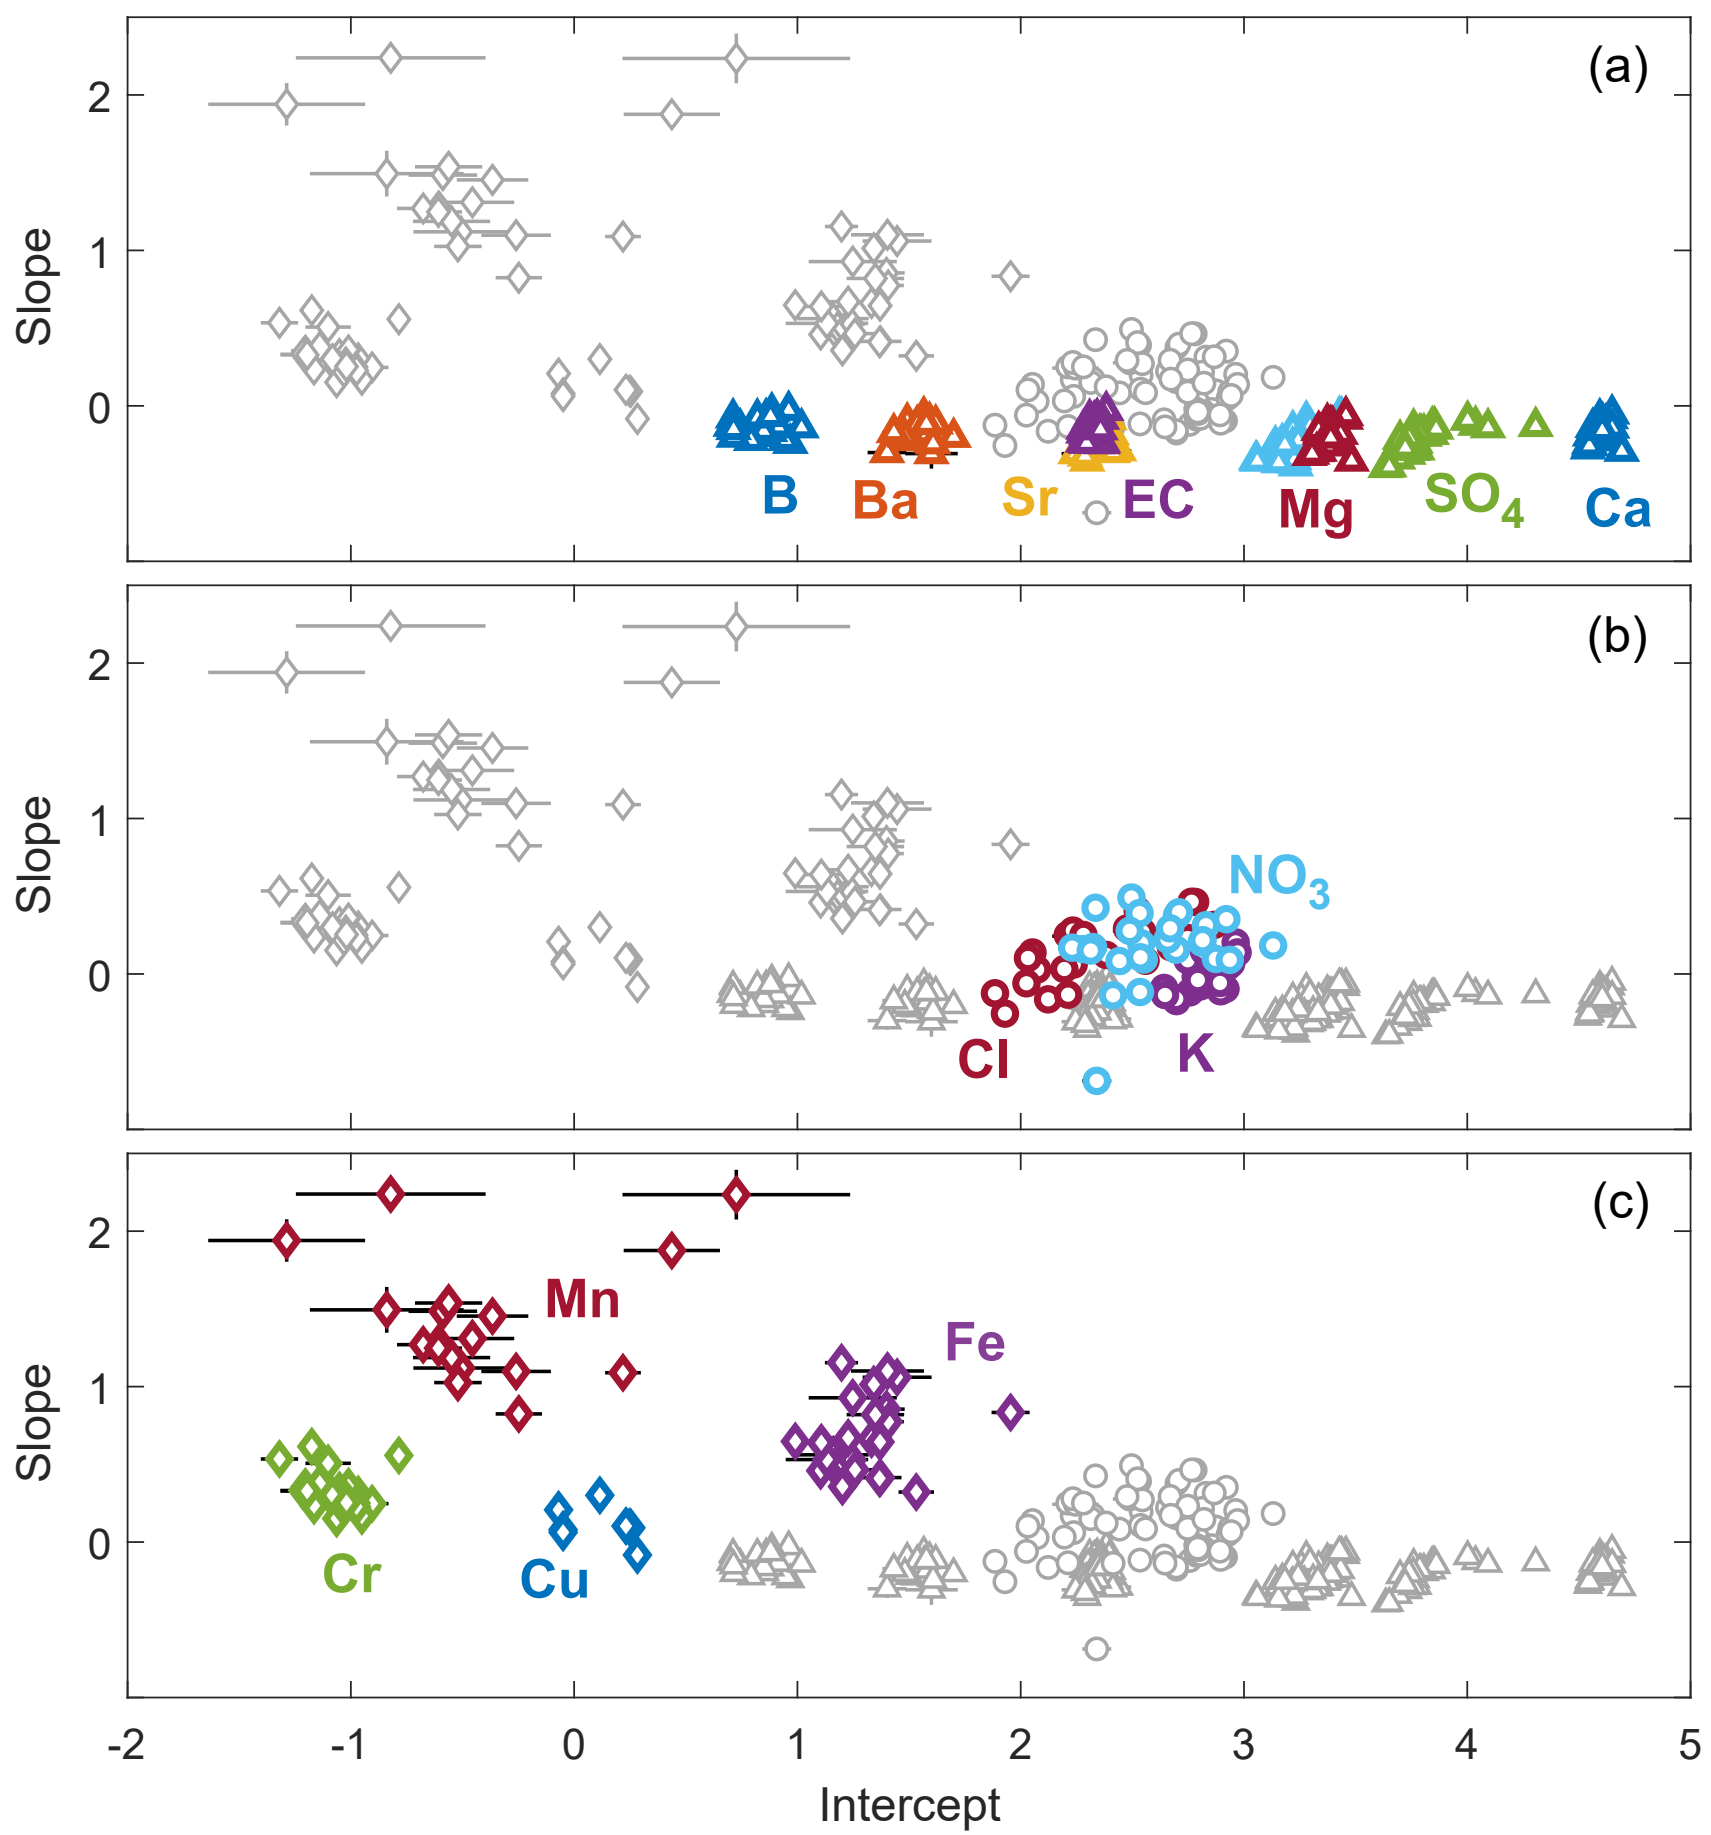 (a)
2
1
0
Slope
B Ba Sr EC Mg SO4 Ca
(b)
2
1
0
Slope
NO3
Cl K
(c)
2
1
0
Slope
Mn
Fe
Cr Cu
-2 -1 0 1 2 3 4 5
Intercept